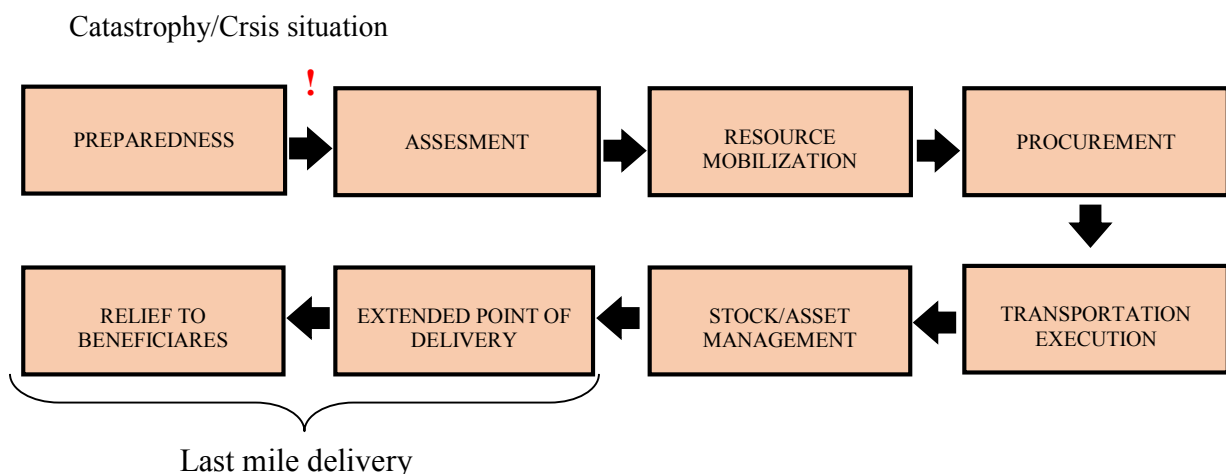 Catastrophy/Crsis situation
!
PREPAREDNESS
ASSESMENT
RESOURCE
MOBILIZATION
PROCUREMENT
TRANSPORTATION
EXECUTION
STOCK/ASSET
MANAGEMENT
EXTENDED POINT OF
DELIVERY
RELIEF TO
BENEFICIARES
Last mile delivery